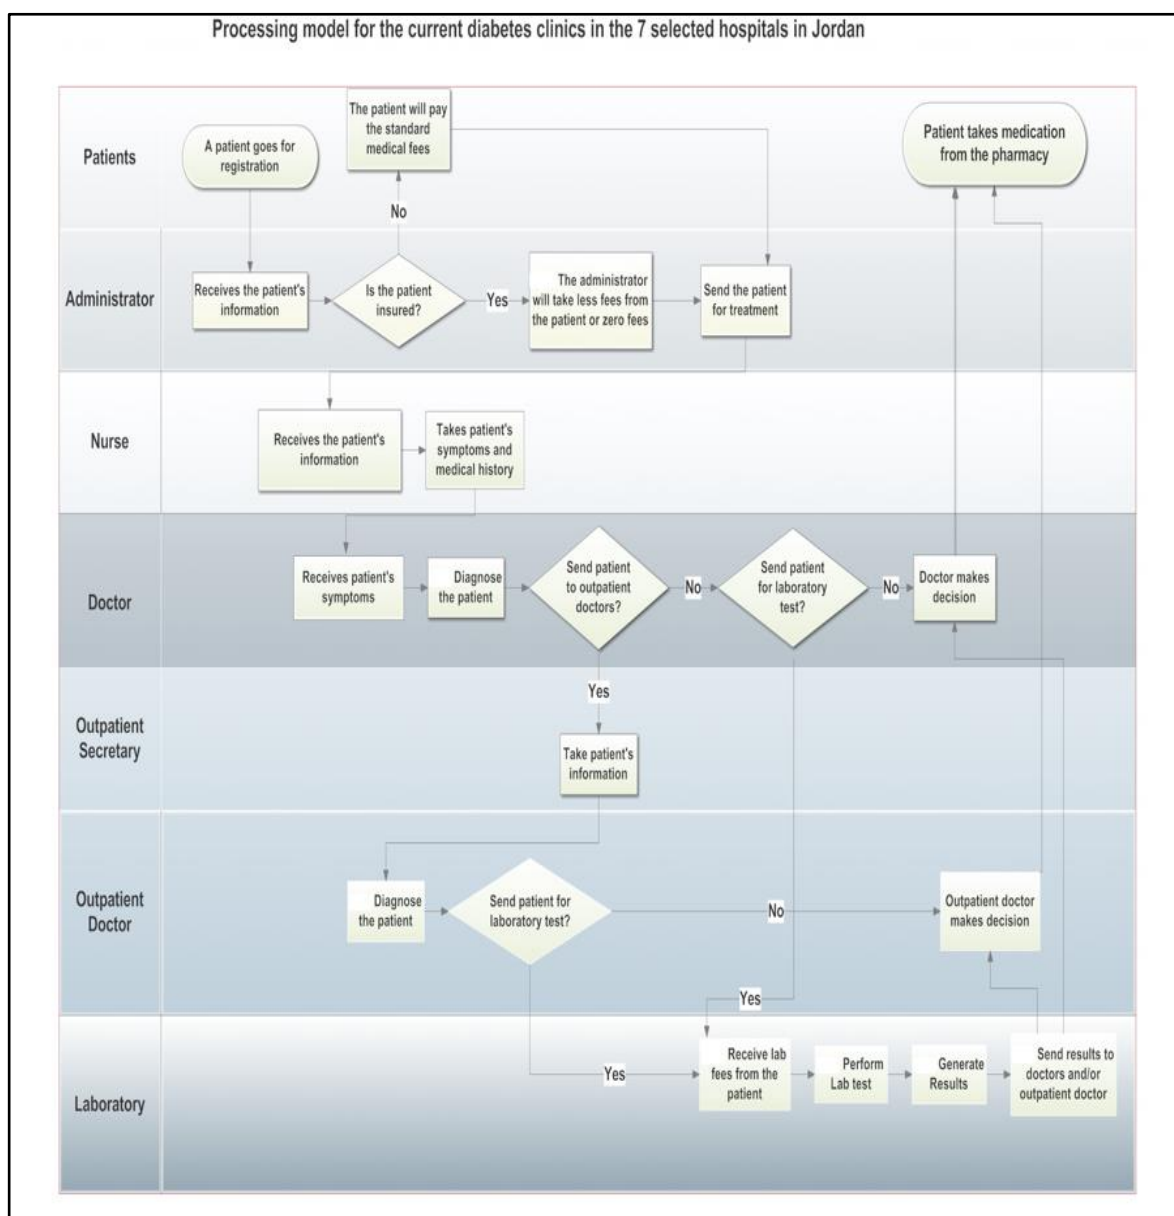 Processing model for the current diabetes clinics in the 7 selected hospitals in Jordan
Patients
A patient goes for
registration
The patient will pay
the standard
medical fees
Patient takes medication
from the pharmacy
No
Administrator
Receives the patient's
information
Is the patient
insured?
Yes
The administrator
will take less fees from
the patient or zero fees
Send the patient
for treatment
Nurse
Receives the patient's
information
Takes patient's
symptoms and
medical history
Doctor
Receives patient's
symptoms
Diagnose
the patient
Send patient
to outpatient
doctors?
No
Send patient
for laboratory
test?
No
Doctor makes
decision
Yes
Outpatient
Secretary
Take patient's
information
Outpatient
Doctor
Diagnose
the patient
Send patient for
laboratory test?
No
Outpatient doctor
makes decision
Yes
Laboratory
Yes
Receive lab
fees from the
patient
Perform
Lab test
Generate
Results
Send results to
doctors and/or
outpatient doctor